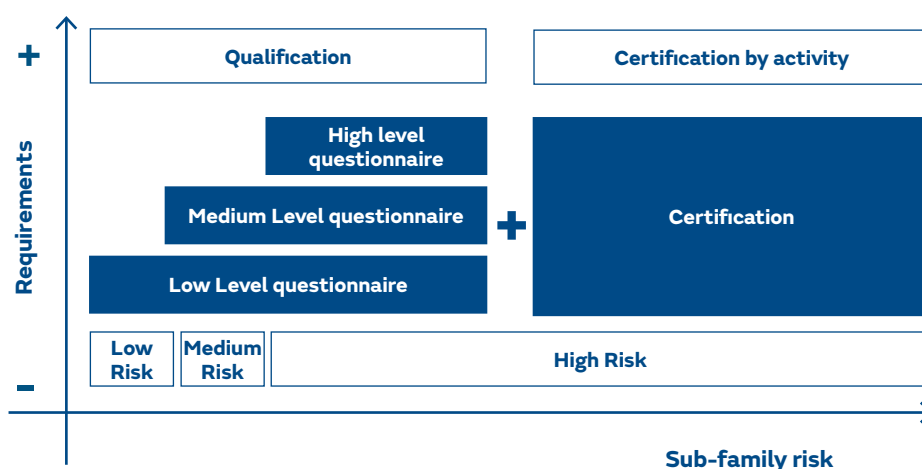 +
Qualification
Certification by activity
Requirements
High level
questionnaire
Medium Level questionnaire
+
Certification
Low Level questionnaire
Low
Risk
Medium
Risk
High Risk
-
Sub-family risk